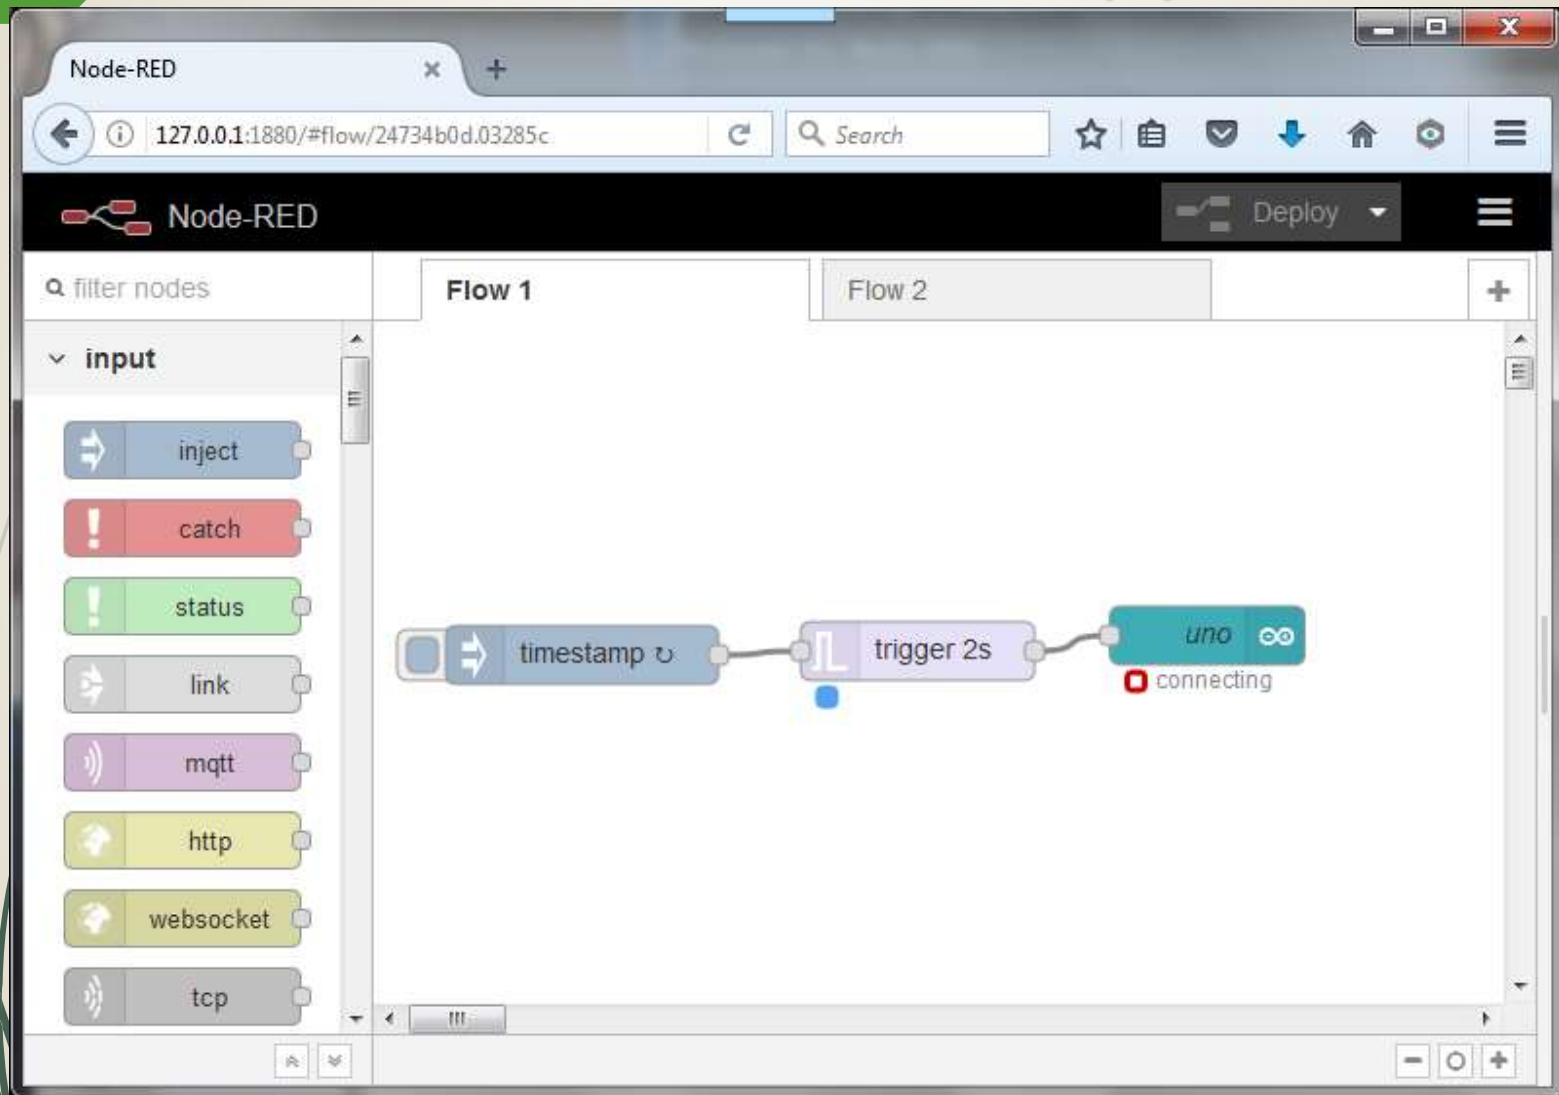 Node-RED
127.0.0.1:1880/#flow/24734b0d.03285c
Search
Node-RED
Deploy
filter nodes
Flow 1
Flow 2
input
inject
catch
status
link
mqtt
http
websocket
tcp
timestamp ↻
trigger 2s
uno
connecting